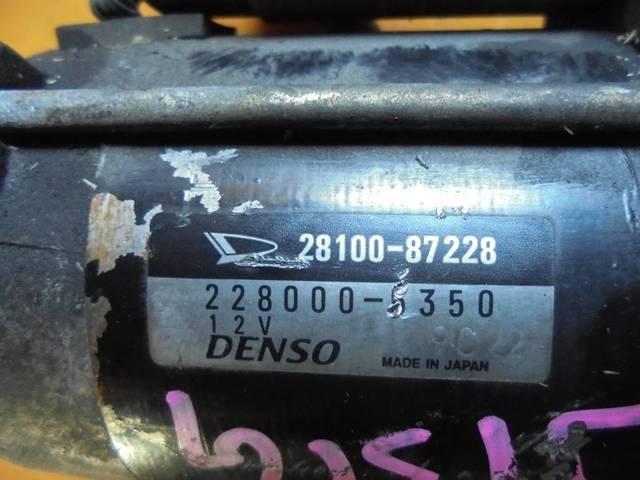 28100-87228
228000-5350
12V
DENSO MADE IN JAPAN